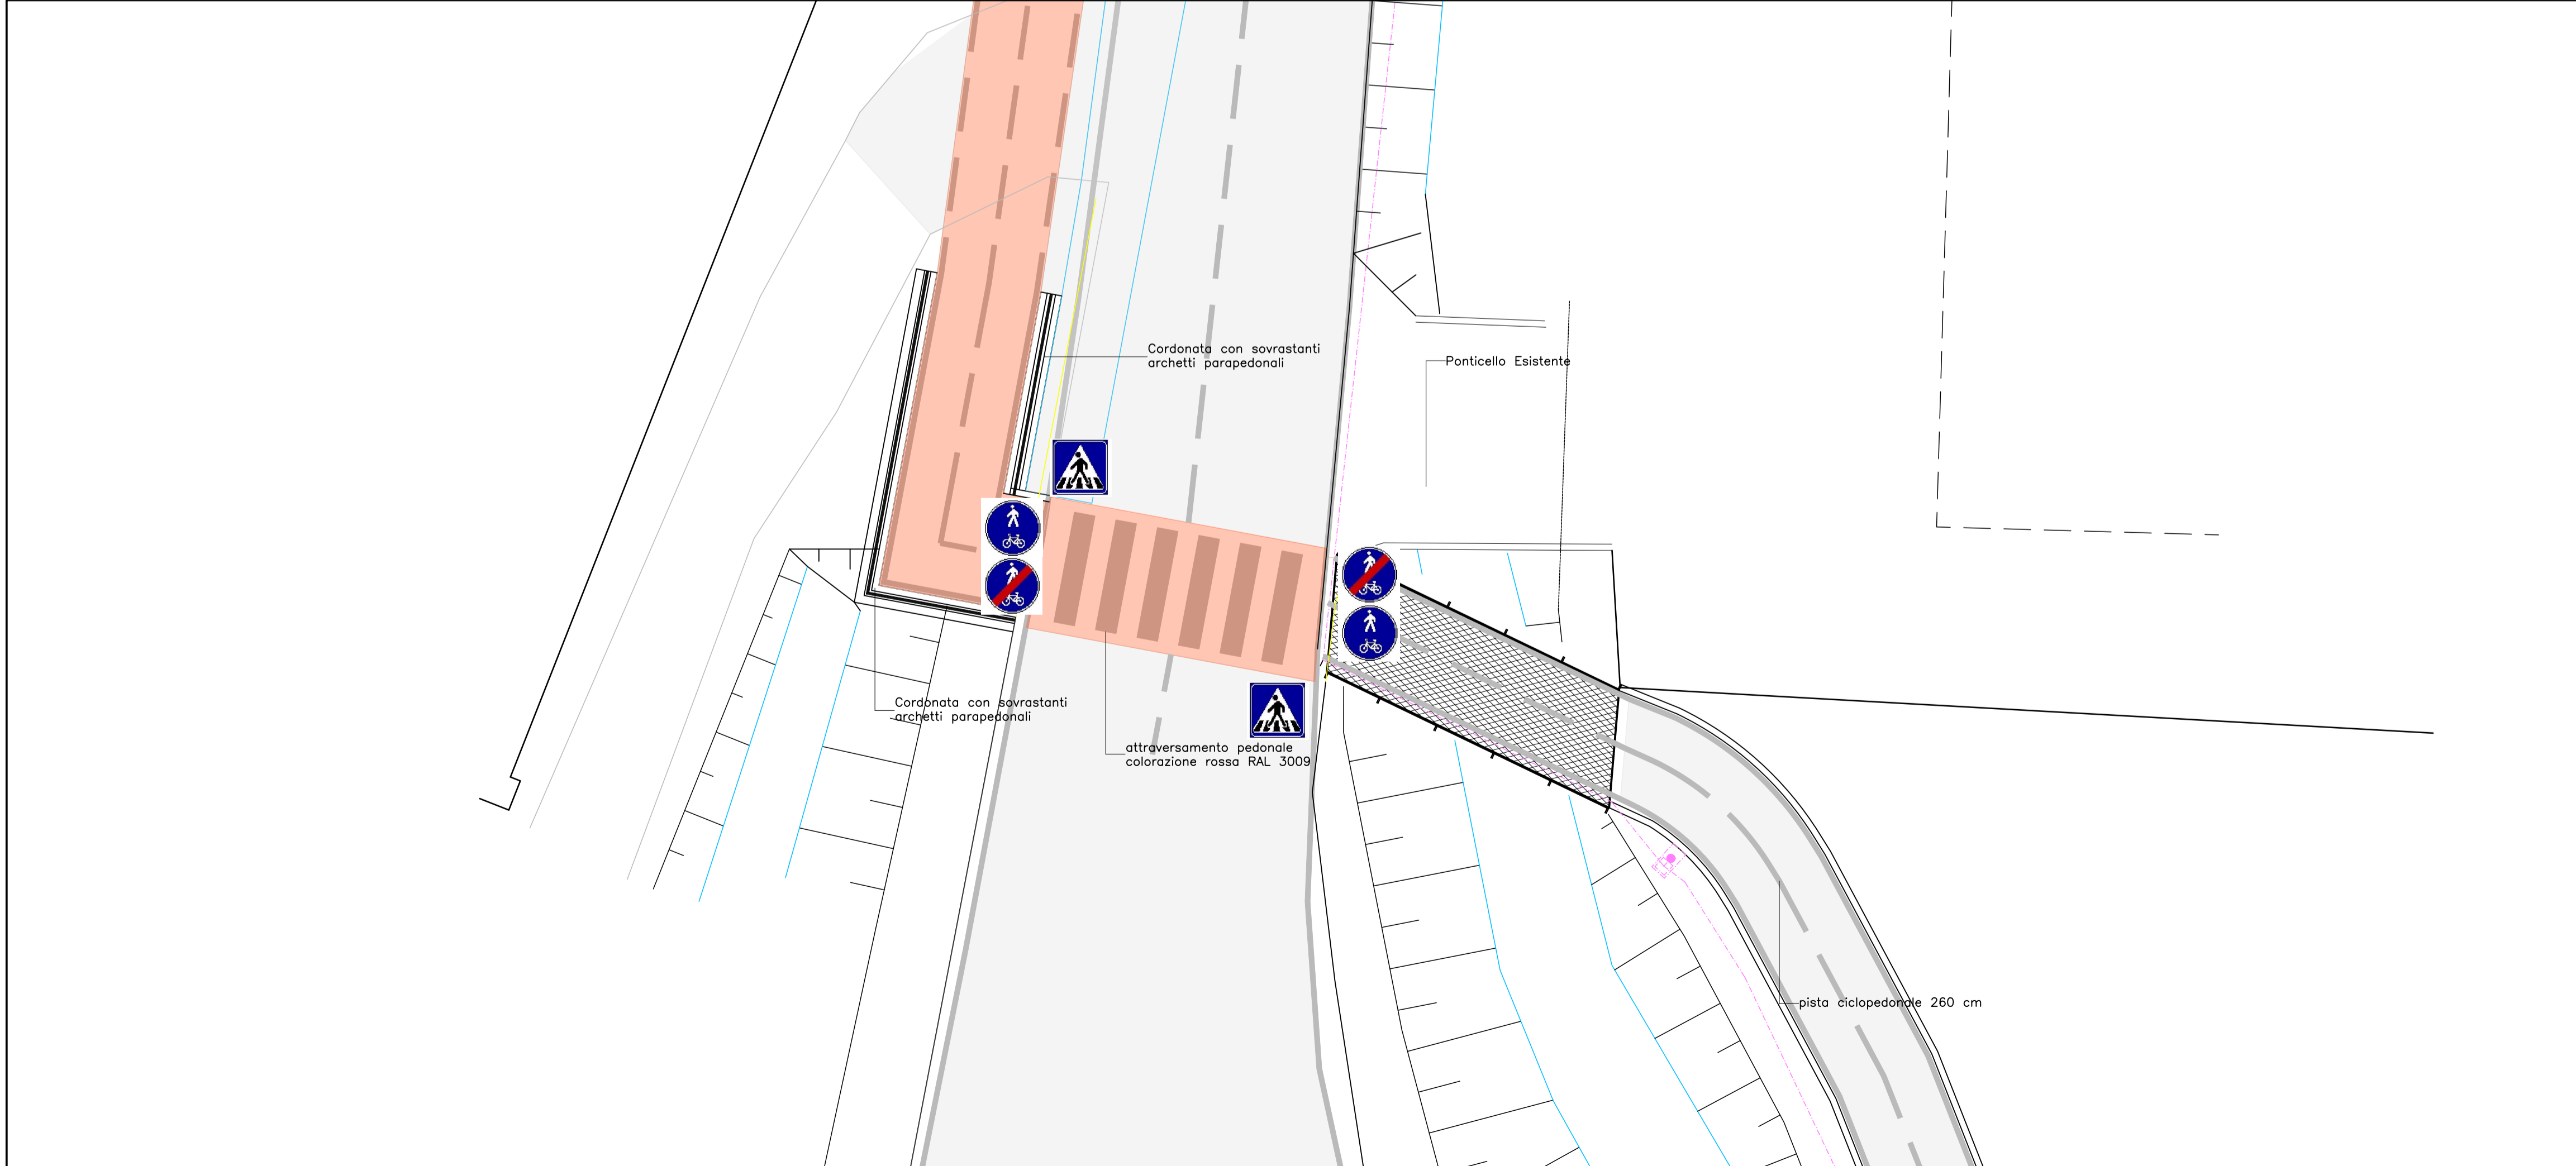 Cordonata con sovrastanti
archetti parapedonali
Ponticello Esistente
Cordonata con sovrastanti
archetti parapedonali
attraversamento pedonale
colorazione rossa RAL 3009
pista ciclopedonale 260 cm